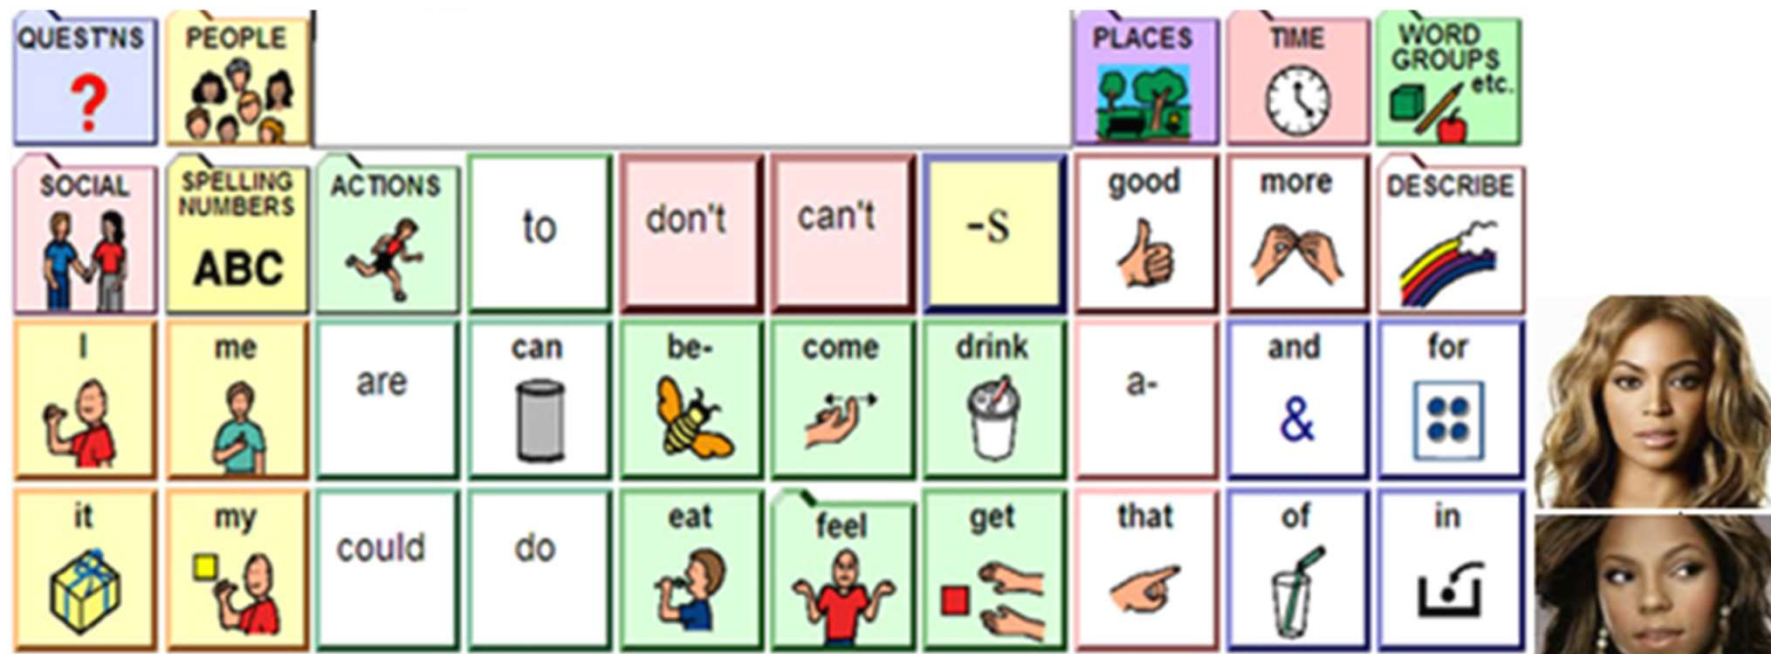 QUEST'NS
PEOPLE
PLACES
TIME
WORD GROUPS etc.
SOCIAL
SPELLING NUMBERS
ABC
ACTIONS
to
don't
can't
-s
good
more
DESCRIBE
I
me
are
can
be-
come
drink
a-
and
&
for
it
my
could
do
eat
feel
get
that
of
in